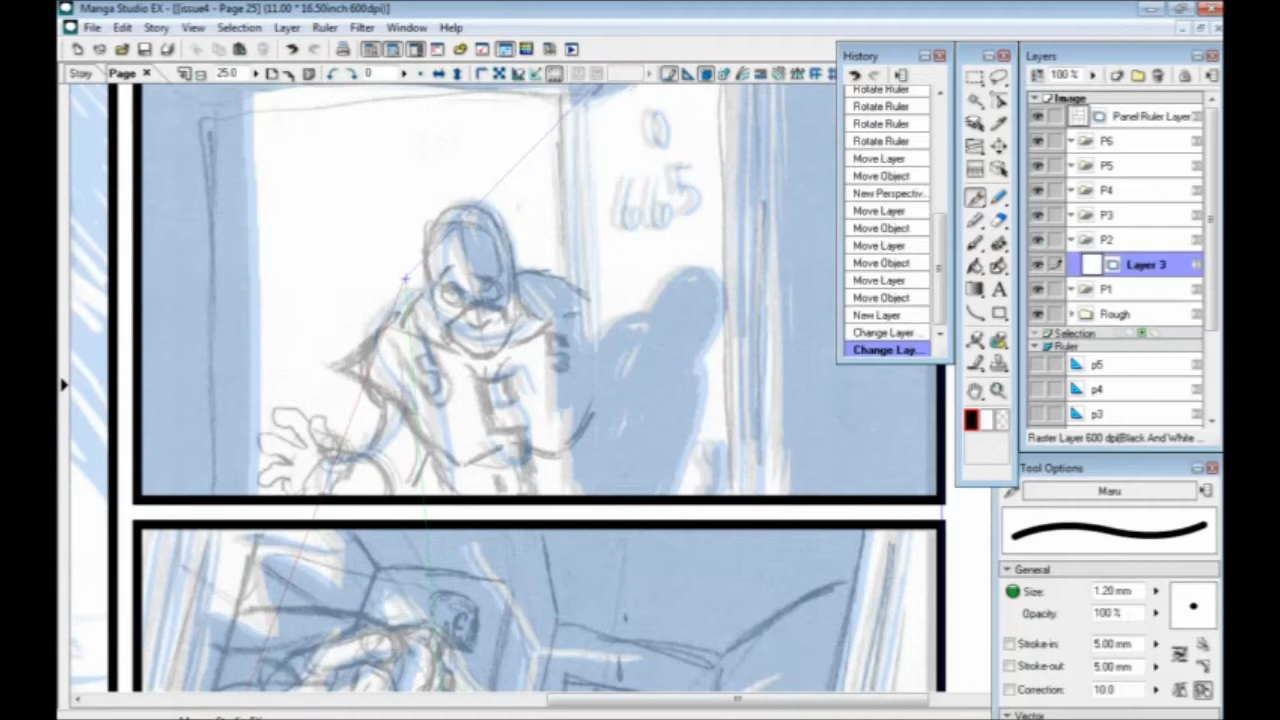 Manga Studio EX - [[issue4 - Page 25] (11.00 * 16.50inch 600dpi)]
File Edit Story View Selection Layer Ruler Filter Window Help
Story Page 25.0 0
History
Rotate Ruler
Rotate Ruler
Rotate Ruler
Rotate Ruler
Move Layer
Move Object
New Perspectiv..
Move Layer
Move Object
Move Layer
Move Object
Move Layer
Move Object
New Layer
Change Layer
Change Lay...
Layers
100 %
Image
Panel Ruler Layer
P6
P5
P4
P3
P2
Layer 3
P1
Rough
Selection
Ruler
p5
p4
p3
Raster Layer 600 dpi(Black And White ...
Tool Options
Maru
General
Size: 1.20 mm
Opacity: 100 %
Stroke-in: 5.00 mm
Stroke-out: 5.00 mm
Correction: 10.0
Vector
665